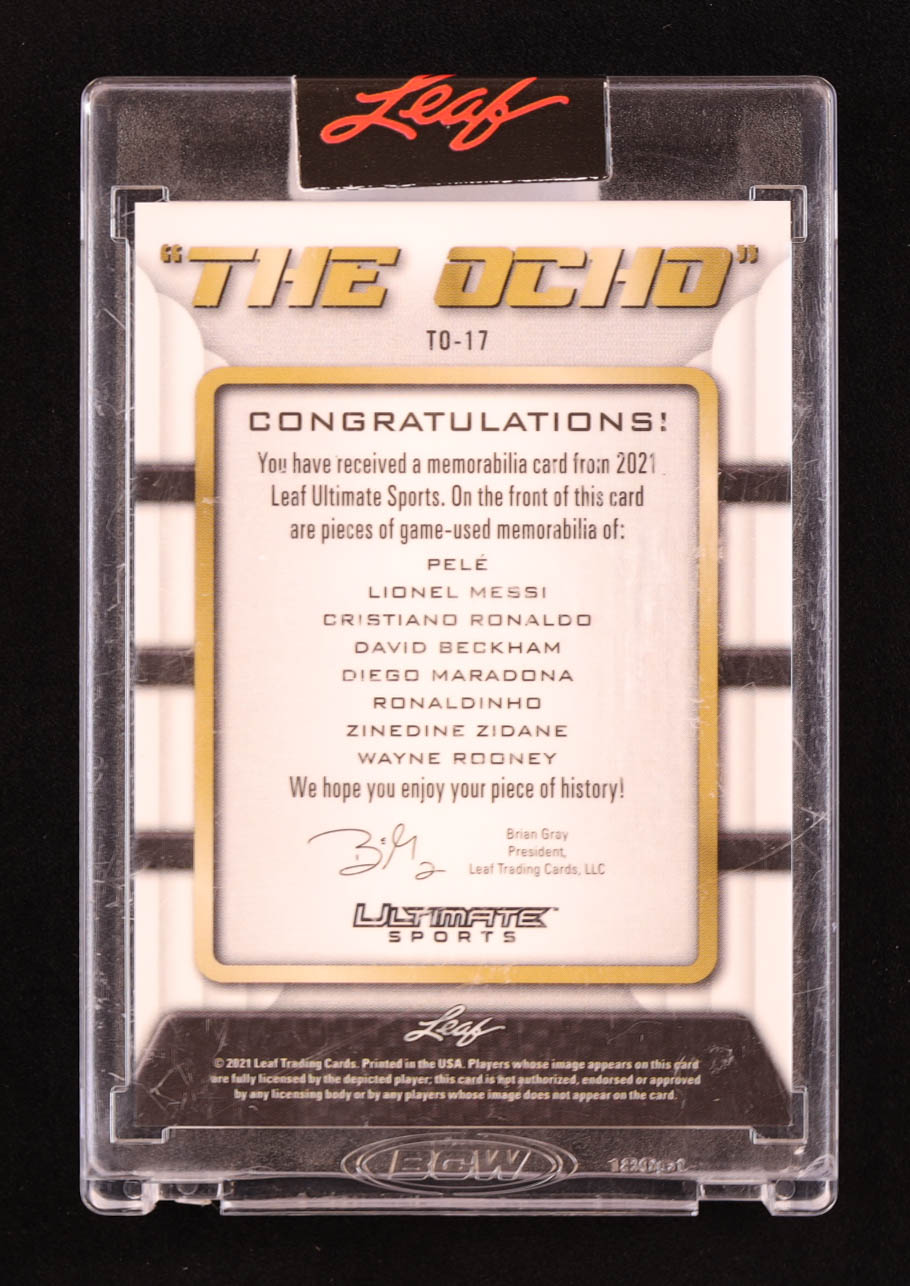 Leaf
"THE OCHO"
TO-17
CONGRATULATIONS!
You have received a memorabilia card from 2021
Leaf Ultimate Sports. On the front of this card
are pieces of game-used memorabilia of:
PELÉ
LIONEL MESSI
CRISTIANO RONALDO
DAVID BECKHAM
DIEGO MARADONA
RONALDINHO
ZINEDINE ZIDANE
WAYNE ROONEY
We hope you enjoy your piece of history!
Brian Gray
President,
Leaf Trading Cards, LLC
ULTIMATE
SPORTS
Leaf
© 2021 Leaf Trading Cards. Printed in the USA. Players whose image appears on this card
are fully licensed by the depicted player; this card is not authorized, endorsed or approved
by any licensing body or by any players whose image does not appear on the card.
BCW